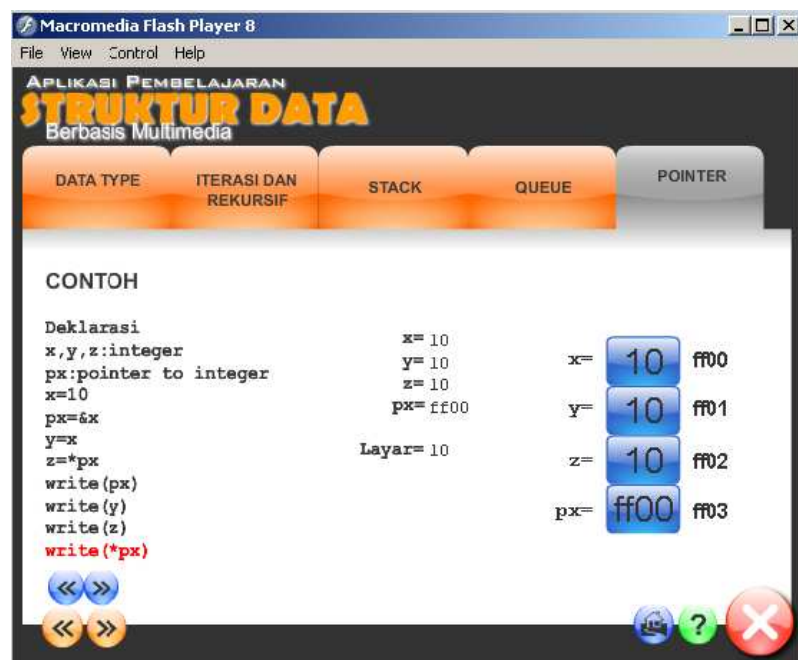 Macromedia Flash Player 8
File View Control Help
APLIKASI PEMBELAJARAN
STRUKTUR DATA
Berbasis Multimedia
DATA TYPE
ITERASI DAN
REKURSIF
STACK
QUEUE
POINTER
CONTOH
Deklarasi
x,y,z:integer
px:pointer to integer
x=10
px=&x
y=x
z=*px
write(px)
write(y)
write(z)
write(*px)
x= 10
y= 10
z= 10
px= ff00
Layar= 10
x= 10 ff00
y= 10 ff01
z= 10 ff02
px= ff00 ff03
?